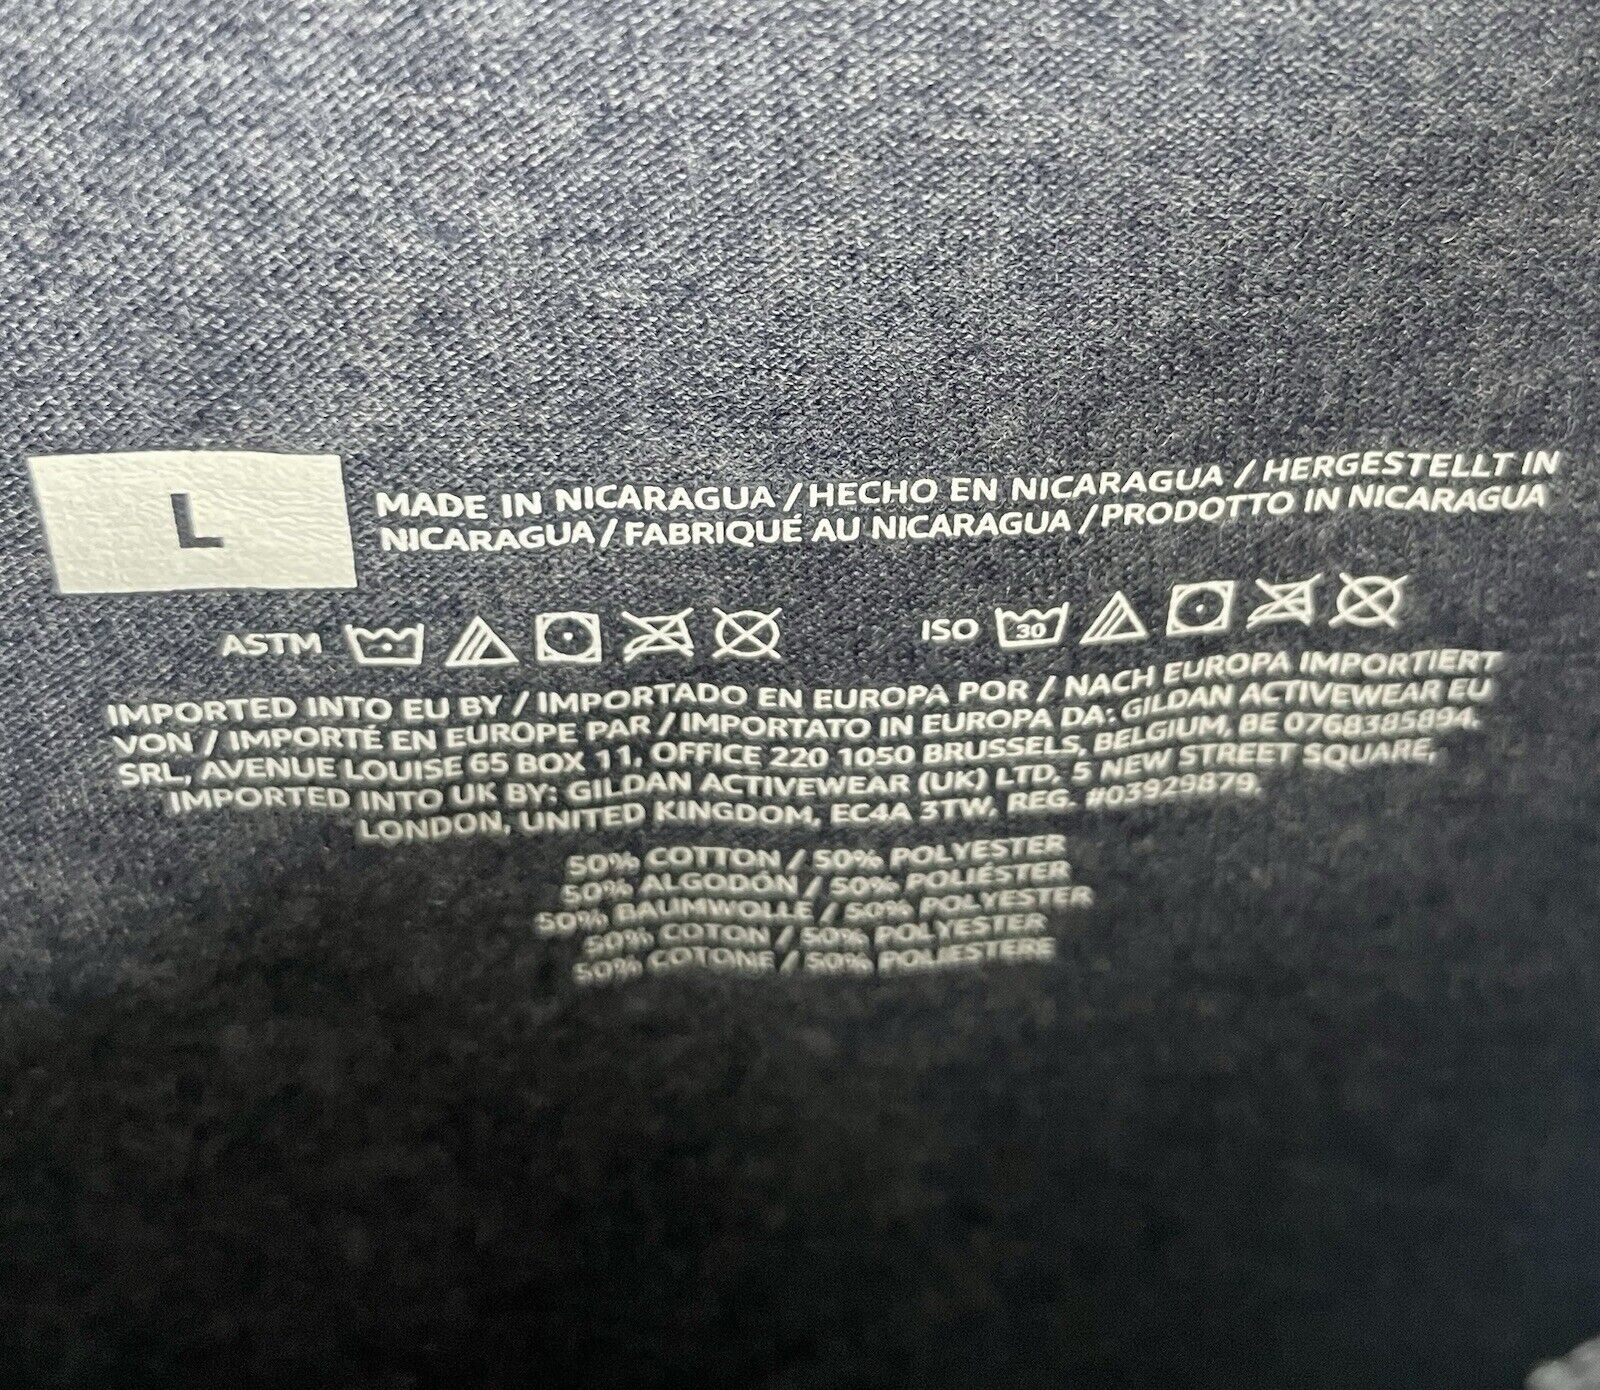 L
MADE IN NICARAGUA / HECHO EN NICARAGUA / HERGESTELLT IN
NICARAGUA / FABRIQUÉ AU NICARAGUA / PRODOTTO IN NICARAGUA
ASTM
ISO 30
IMPORTED INTO EU BY / IMPORTADO EN EUROPA POR / NACH EUROPA IMPORTIERT
VON / IMPORTÉ EN EUROPE PAR / IMPORTATO IN EUROPA DA: GILDAN ACTIVEWEAR EU
SRL, AVENUE LOUISE 65 BOX 11, OFFICE 220 1050 BRUSSELS, BELGIUM, BE 0768385894.
IMPORTED INTO UK BY: GILDAN ACTIVEWEAR (UK) LTD. 5 NEW STREET SQUARE,
LONDON, UNITED KINGDOM, EC4A 3TW, REG. #03929879.
50% COTTON / 50% POLYESTER
50% ALGODÓN / 50% POLIÉSTER
50% BAUMWOLLE / 50% POLYESTER
50% COTON / 50% POLYESTER
50% COTONE / 50% POLIESTERE